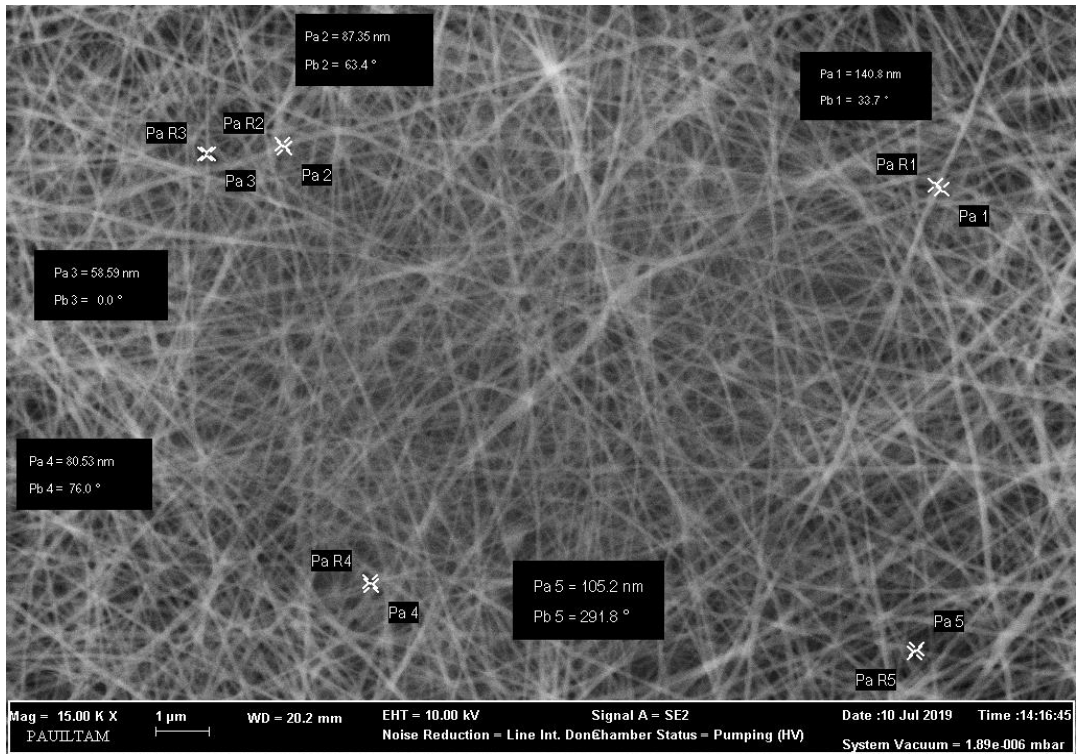 Pa 2 = 87.35 nm
Pb 2 = 63.4 °
Pa 1 = 140.8 nm
Pb 1 = 33.7 °
Pa R3
Pa R2
Pa 3
Pa 2
Pa R1
Pa 1
Pa 3 = 58.59 nm
Pb 3 = 0.0 °
Pa 4 = 80.53 nm
Pb 4 = 76.0 °
Pa R4
Pa 4
Pa 5 = 105.2 nm
Pb 5 = 291.8 °
Pa 5
Pa R5
Mag = 15.00 K X
1 µm
WD = 20.2 mm
EHT = 10.00 kV
Signal A = SE2
Date :10 Jul 2019
Time :14:16:45
PAUILTAM
Noise Reduction = Line Int. Done
Chamber Status = Pumping (HV)
System Vacuum = 1.89e-006 mbar